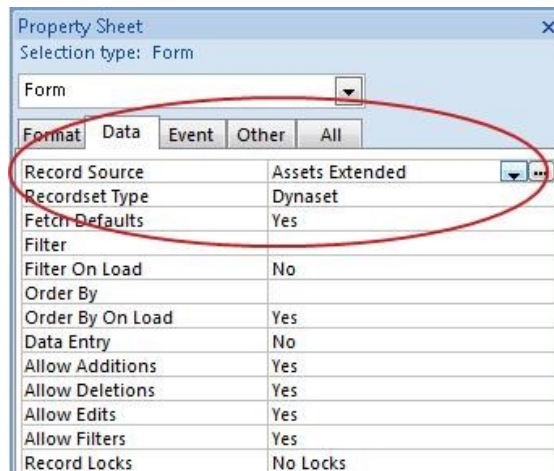 Property Sheet
Selection type: Form
Form
Format Data Event Other All
Record Source Assets Extended
Recordset Type Dynaset
Fetch Defaults Yes
Filter
Filter On Load No
Order By
Order By On Load Yes
Data Entry No
Allow Additions Yes
Allow Deletions Yes
Allow Edits Yes
Allow Filters Yes
Record Locks No Locks